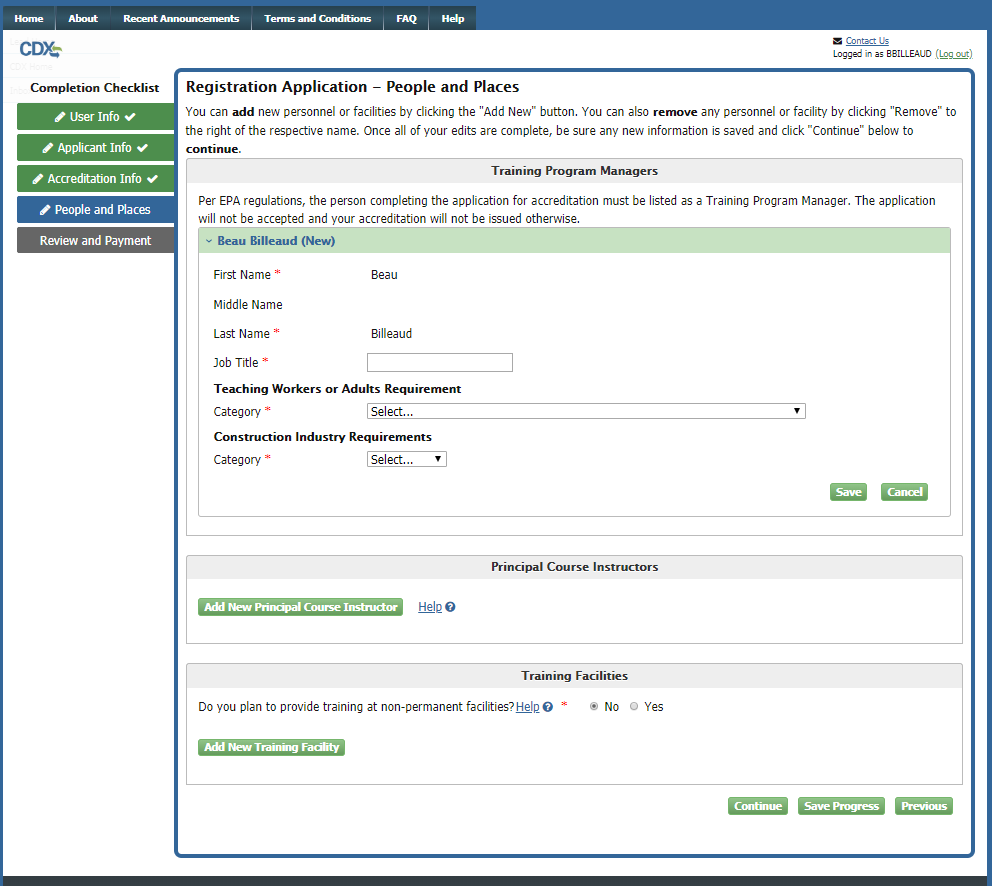 Home About Recent Announcements Terms and Conditions FAQ Help
CDX
Contact Us
Logged in as BBILLEAUD (Log out)
Completion Checklist
User Info
Applicant Info
Accreditation Info
People and Places
Review and Payment
Registration Application – People and Places
You can add new personnel or facilities by clicking the "Add New" button. You can also remove any personnel or facility by clicking "Remove" to
the right of the respective name. Once all of your edits are complete, be sure any new information is saved and click "Continue" below to
continue.
Training Program Managers
Per EPA regulations, the person completing the application for accreditation must be listed as a Training Program Manager. The application
will not be accepted and your accreditation will not be issued otherwise.
Beau Billeaud (New)
First Name * Beau
Middle Name
Last Name * Billeaud
Job Title *
Teaching Workers or Adults Requirement
Category * Select...
Construction Industry Requirements
Category * Select...
Save Cancel
Principal Course Instructors
Add New Principal Course Instructor Help
Training Facilities
Do you plan to provide training at non-permanent facilities? Help * No Yes
Add New Training Facility
Continue Save Progress Previous